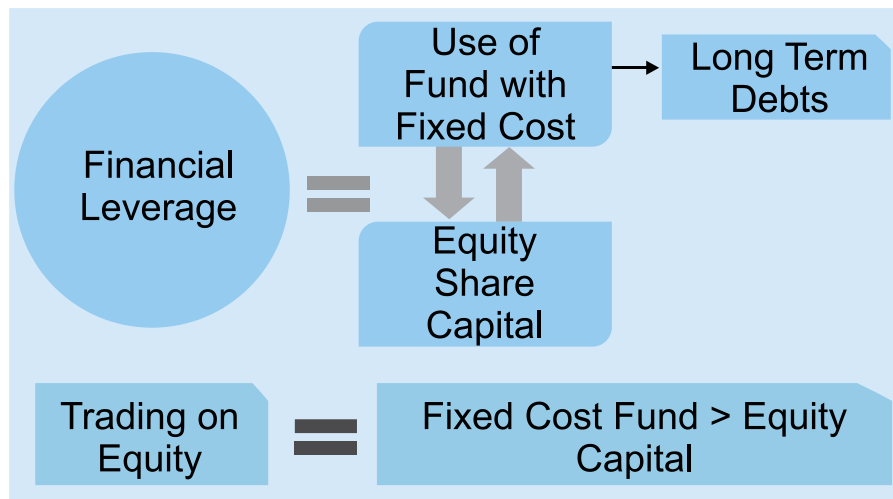 Financial
Leverage
=
Use of
Fund with
Fixed Cost
Long Term
Debts
Equity
Share
Capital
Trading on
Equity
=
Fixed Cost Fund > Equity
Capital